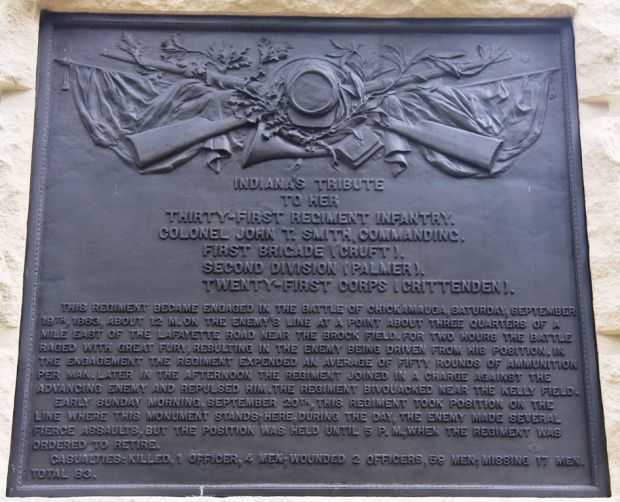 INDIANA'S TRIBUTE
TO HER
THIRTY-FIRST REGIMENT INFANTRY.
COLONEL JOHN T. SMITH, COMMANDING.
FIRST BRIGADE (CRUFT).
SECOND DIVISION (PALMER).
TWENTY-FIRST CORPS (CRITTENDEN).
THIS REGIMENT BECAME ENGAGED IN THE BATTLE OF CHICKAMAUGA, SATURDAY, SEPTEMBER
19TH, 1863, ABOUT 12 M. ON THE ENEMY'S LINE AT A POINT ABOUT THREE QUARTERS OF A
MILE EAST OF THE LAFAYETTE ROAD NEAR THE BROCK FIELD. FOR TWO HOURS THE BATTLE
RAGED WITH GREAT FURY, RESULTING IN THE ENEMY BEING DRIVEN FROM HIS POSITION, IN
THE ENGAGEMENT THE REGIMENT EXPENDED AN AVERAGE OF FIFTY ROUNDS OF AMMUNITION
PER MAN. LATER IN THE AFTERNOON THE REGIMENT JOINED IN A CHARGE AGAINST THE
ADVANCING ENEMY AND REPULSED HIM. THE REGIMENT BIVOUACKED NEAR THE KELLY FIELD.
EARLY SUNDAY MORNING, SEPTEMBER 20TH, THIS REGIMENT TOOK POSITION ON THE
LINE WHERE THIS MONUMENT STANDS. HERE, DURING THE DAY, THE ENEMY MADE SEVERAL
FIERCE ASSAULTS, BUT THE POSITION WAS HELD UNTIL 5 P. M., WHEN THE REGIMENT WAS
ORDERED TO RETIRE.
CASUALTIES: KILLED, 1 OFFICER, 4 MEN; WOUNDED 2 OFFICERS, 59 MEN; MISSING 17 MEN.
TOTAL 83.